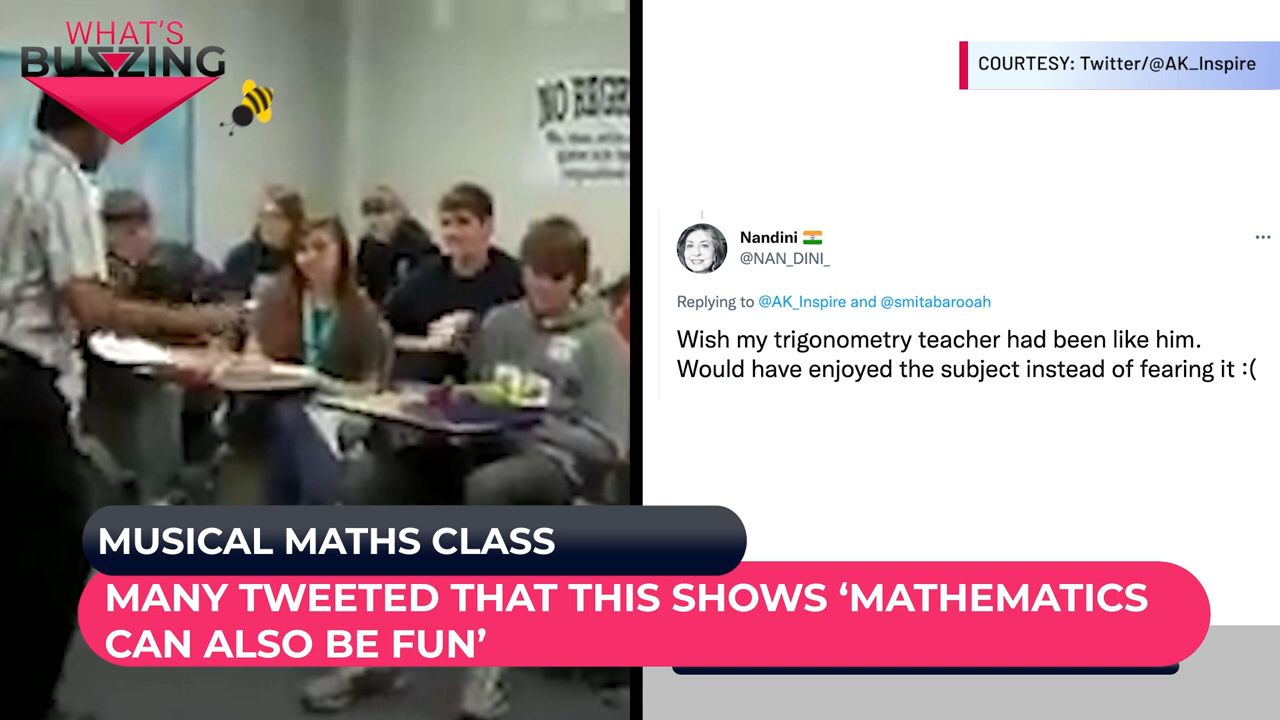 WHAT'S
BUZZING
COURTESY: Twitter/@AK_Inspire
NO REGR
Nandini
@NAN_DINI_
Replying to @AK_Inspire and @smitabarooah
Wish my trigonometry teacher had been like him.
Would have enjoyed the subject instead of fearing it :(
MUSICAL MATHS CLASS
MANY TWEETED THAT THIS SHOWS ‘MATHEMATICS
CAN ALSO BE FUN’